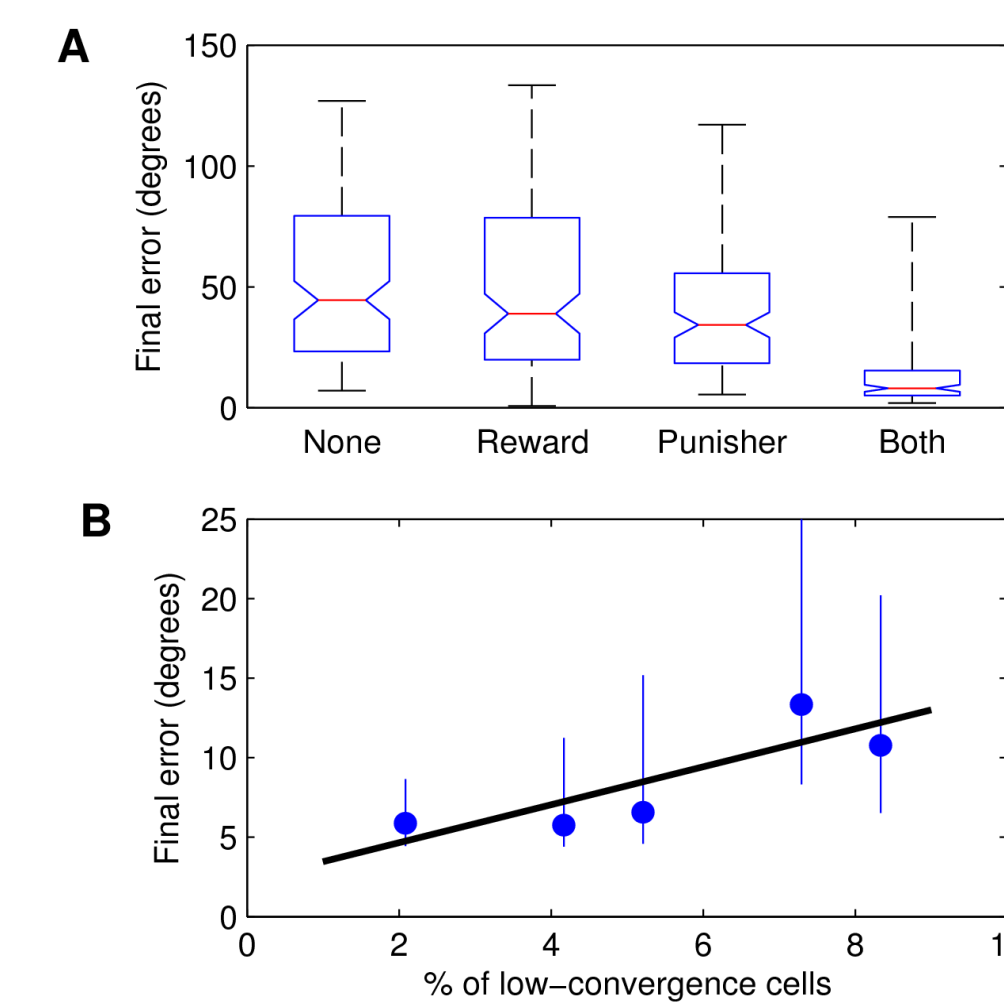 A
Final error (degrees)
150
100
50
0
None Reward Punisher Both
B
Final error (degrees)
25
20
15
10
5
0
0 2 4 6 8 1
% of low−convergence cells